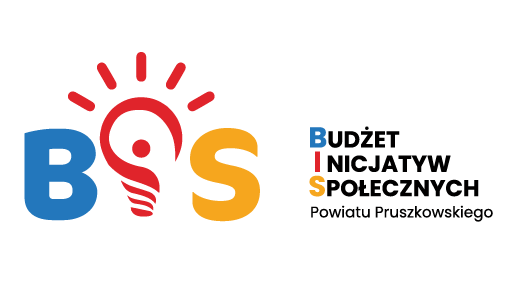 BIS
BUDŻET
INICJATYW
SPOŁECZNYCH
Powiatu Pruszkowskiego